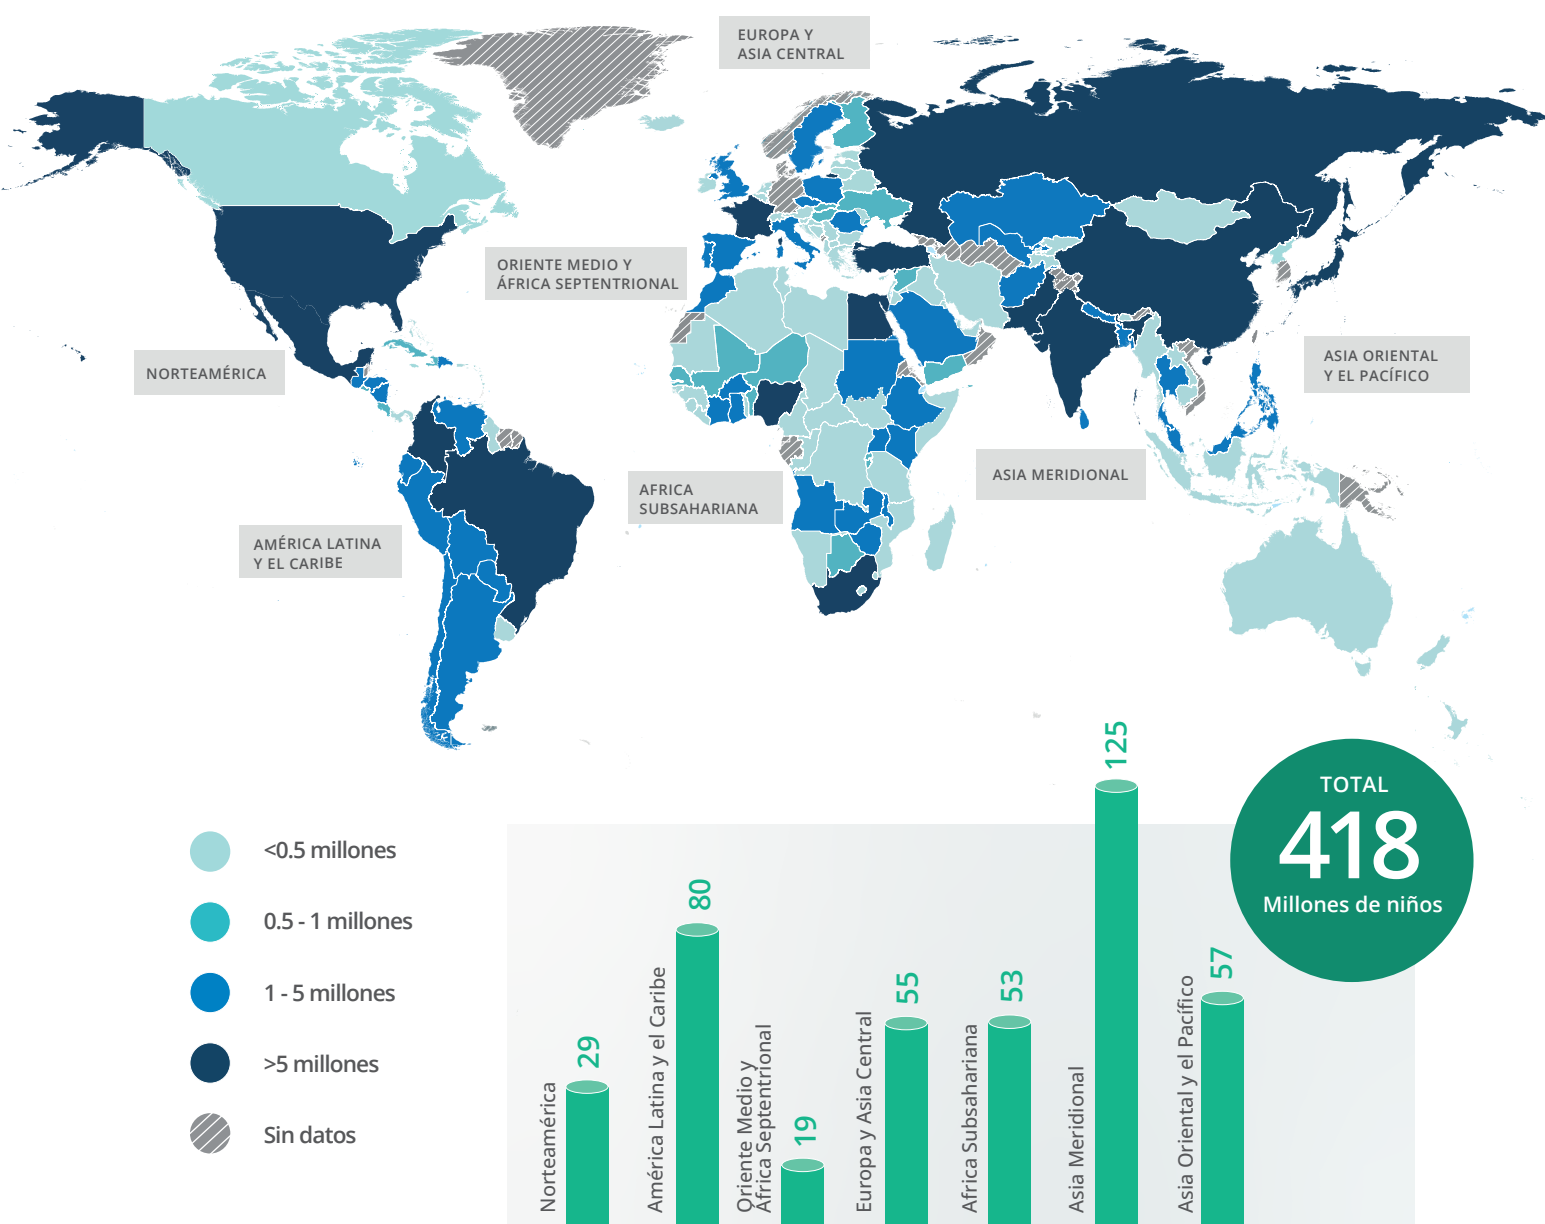 EUROPA Y
ASIA CENTRAL
ORIENTE MEDIO Y
ÁFRICA SEPTENTRIONAL
NORTEAMÉRICA
ASIA ORIENTAL
Y EL PACÍFICO
ASIA MERIDIONAL
AFRICA
SUBSAHARIANA
AMÉRICA LATINA
Y EL CARIBE
<0.5 millones
0.5 - 1 millones
1 - 5 millones
>5 millones
Sin datos
Norteamérica
29
América Latina y el Caribe
80
Oriente Medio y
África Septentrional
19
Europa y Asia Central
55
Africa Subsahariana
53
Asia Meridional
125
Asia Oriental y el Pacífico
57
TOTAL
418
Millones de niños